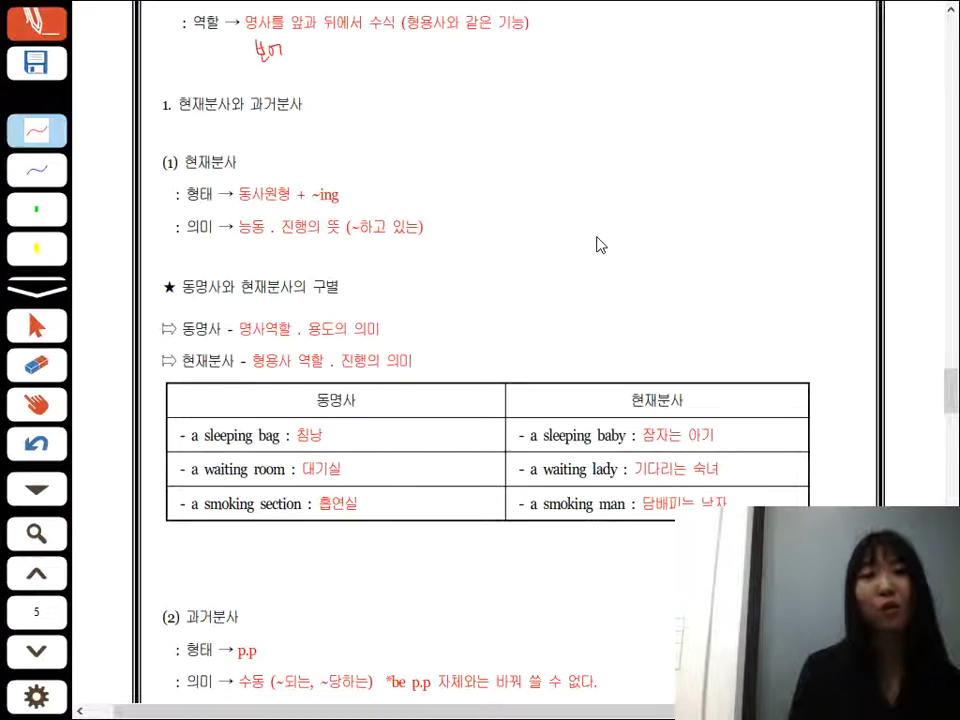 : 역할 → 명사를 앞과 뒤에서 수식 (형용사와 같은 기능)
보어
1. 현재분사와 과거분사
(1) 현재분사
: 형태 → 동사원형 + ~ing
: 의미 → 능동 . 진행의 뜻 (~하고 있는)
★ 동명사와 현재분사의 구별
⇨ 동명사 - 명사역할 . 용도의 의미
⇨ 현재분사 - 형용사 역할 . 진행의 의미
동명사 현재분사
- a sleeping bag : 침낭 - a sleeping baby : 잠자는 아기
- a waiting room : 대기실 - a waiting lady : 기다리는 숙녀
- a smoking section : 흡연실 - a smoking man : 담배피는 남자
(2) 과거분사
: 형태 → p.p
: 의미 → 수동 (~되는, ~당하는) *be p.p 자체와는 바꿔 쓸 수 없다.
5